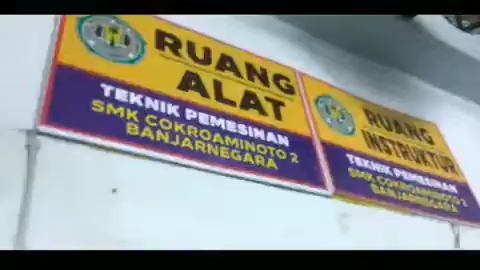 RUANG
ALAT
TEKNIK PEMESINAN
SMK COKROAMINOTO 2
BANJARNEGARA
RUANG
INSTRUKTUR
TEKNIK PEMESINAN
SMK COKROAMINOTO 2
BANJARNEGARA